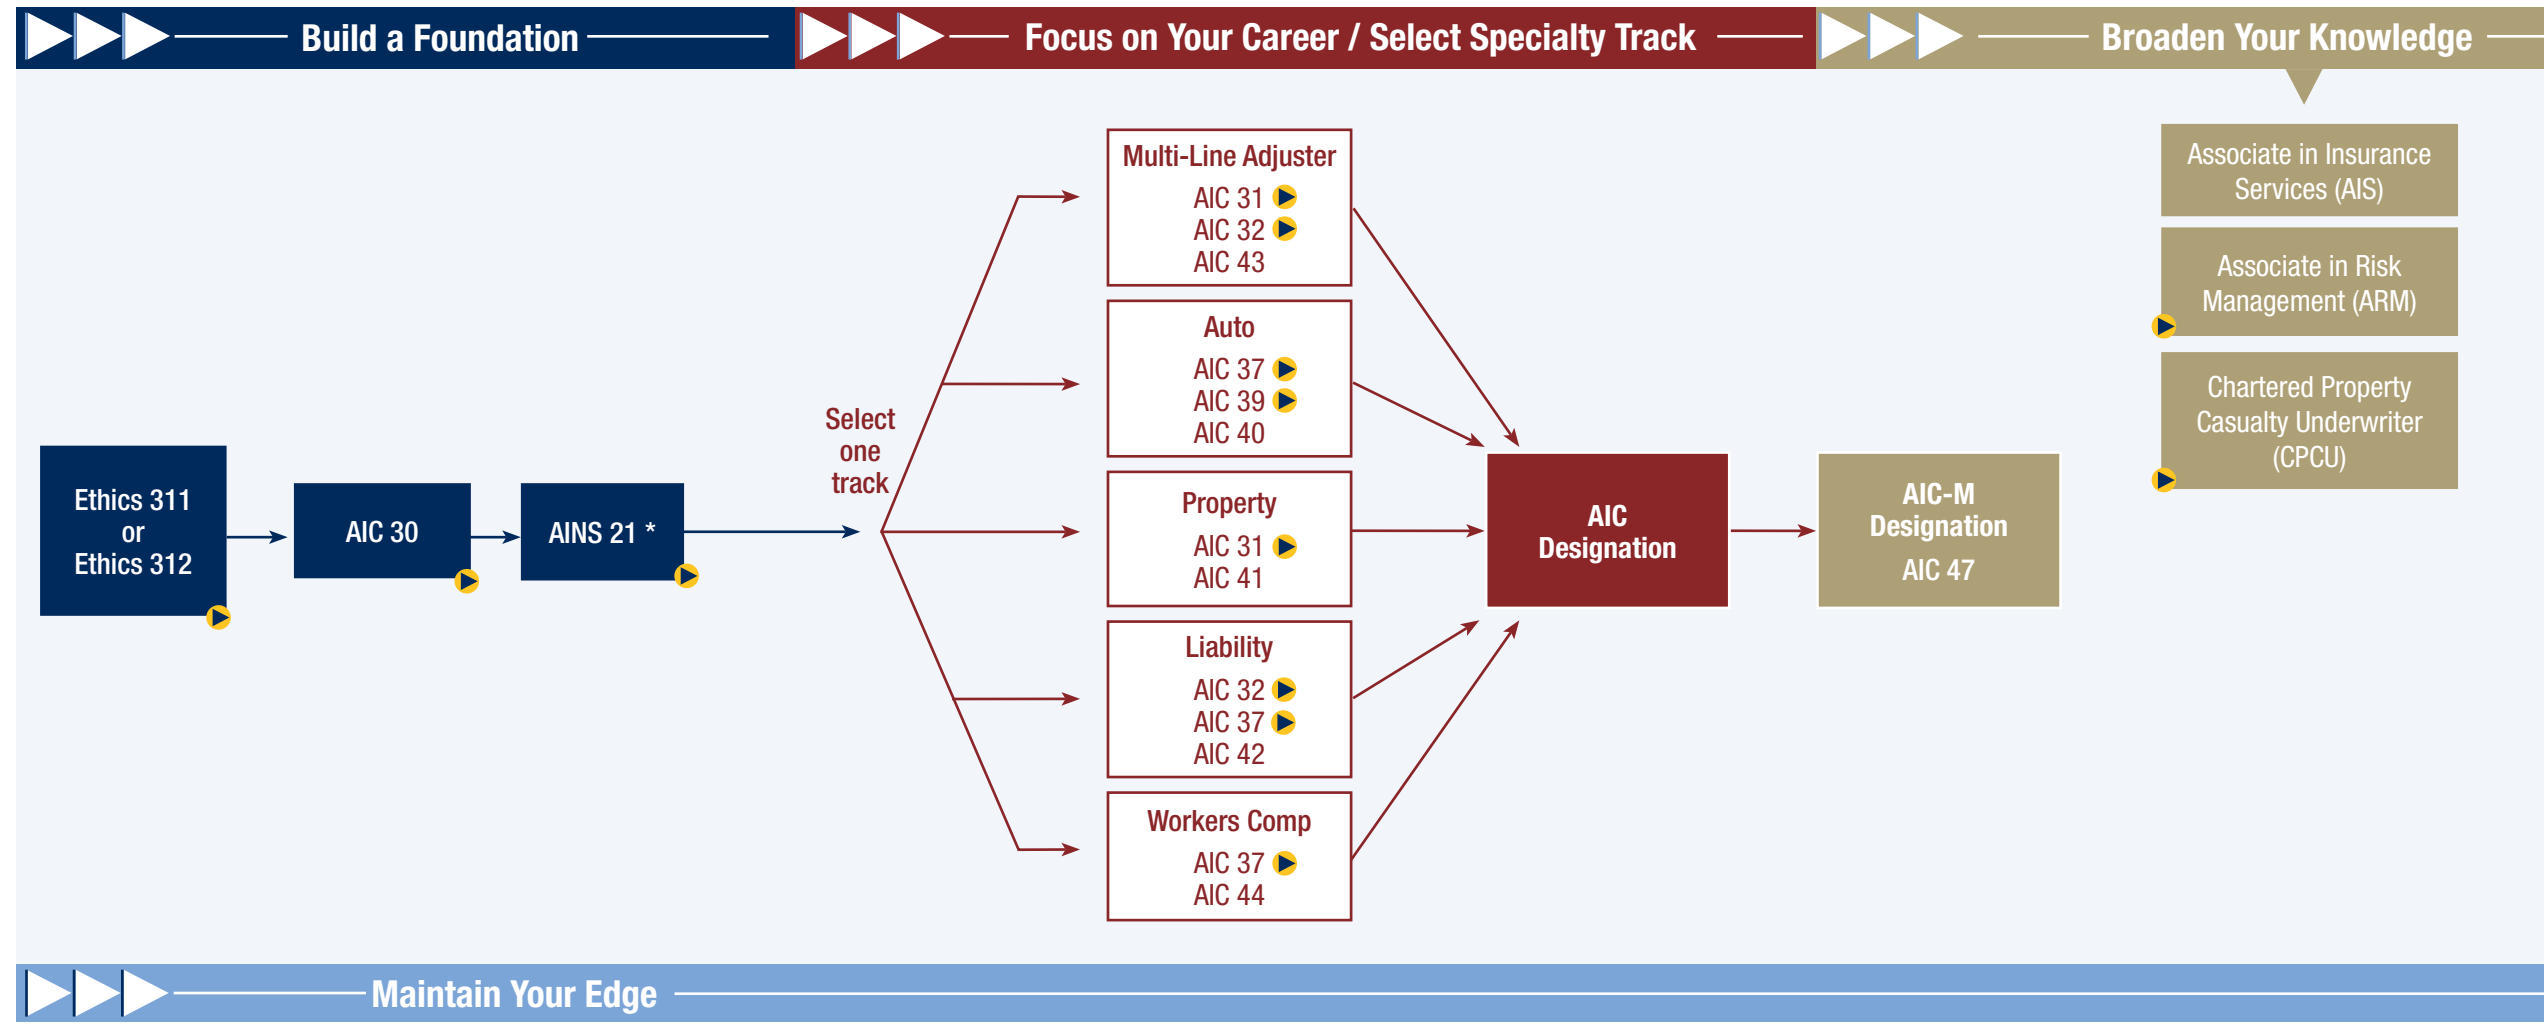 Build a Foundation
Focus on Your Career / Select Specialty Track
Broaden Your Knowledge
Ethics 311
or
Ethics 312
AIC 30
AINS 21 *
Select
one
track
Multi-Line Adjuster
AIC 31
AIC 32
AIC 43
Auto
AIC 37
AIC 39
AIC 40
Property
AIC 31
AIC 41
Liability
AIC 32
AIC 37
AIC 42
Workers Comp
AIC 37
AIC 44
AIC
Designation
AIC-M
Designation
AIC 47
Associate in Insurance
Services (AIS)
Associate in Risk
Management (ARM)
Chartered Property
Casualty Underwriter
(CPCU)
Maintain Your Edge